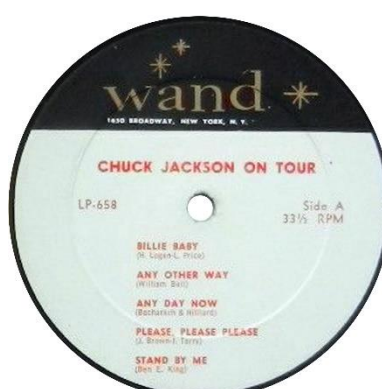 wand
1650 BROADWAY, NEW YORK, N. Y.
CHUCK JACKSON ON TOUR
LP-658
Side A
33⅓ RPM
BILLIE BABY
(H. Logan-L. Price)
ANY OTHER WAY
(William Bell)
ANY DAY NOW
(Bacharach & Hilliard)
PLEASE, PLEASE PLEASE
(J. Brown-J. Terry)
STAND BY ME
(Ben E. King)